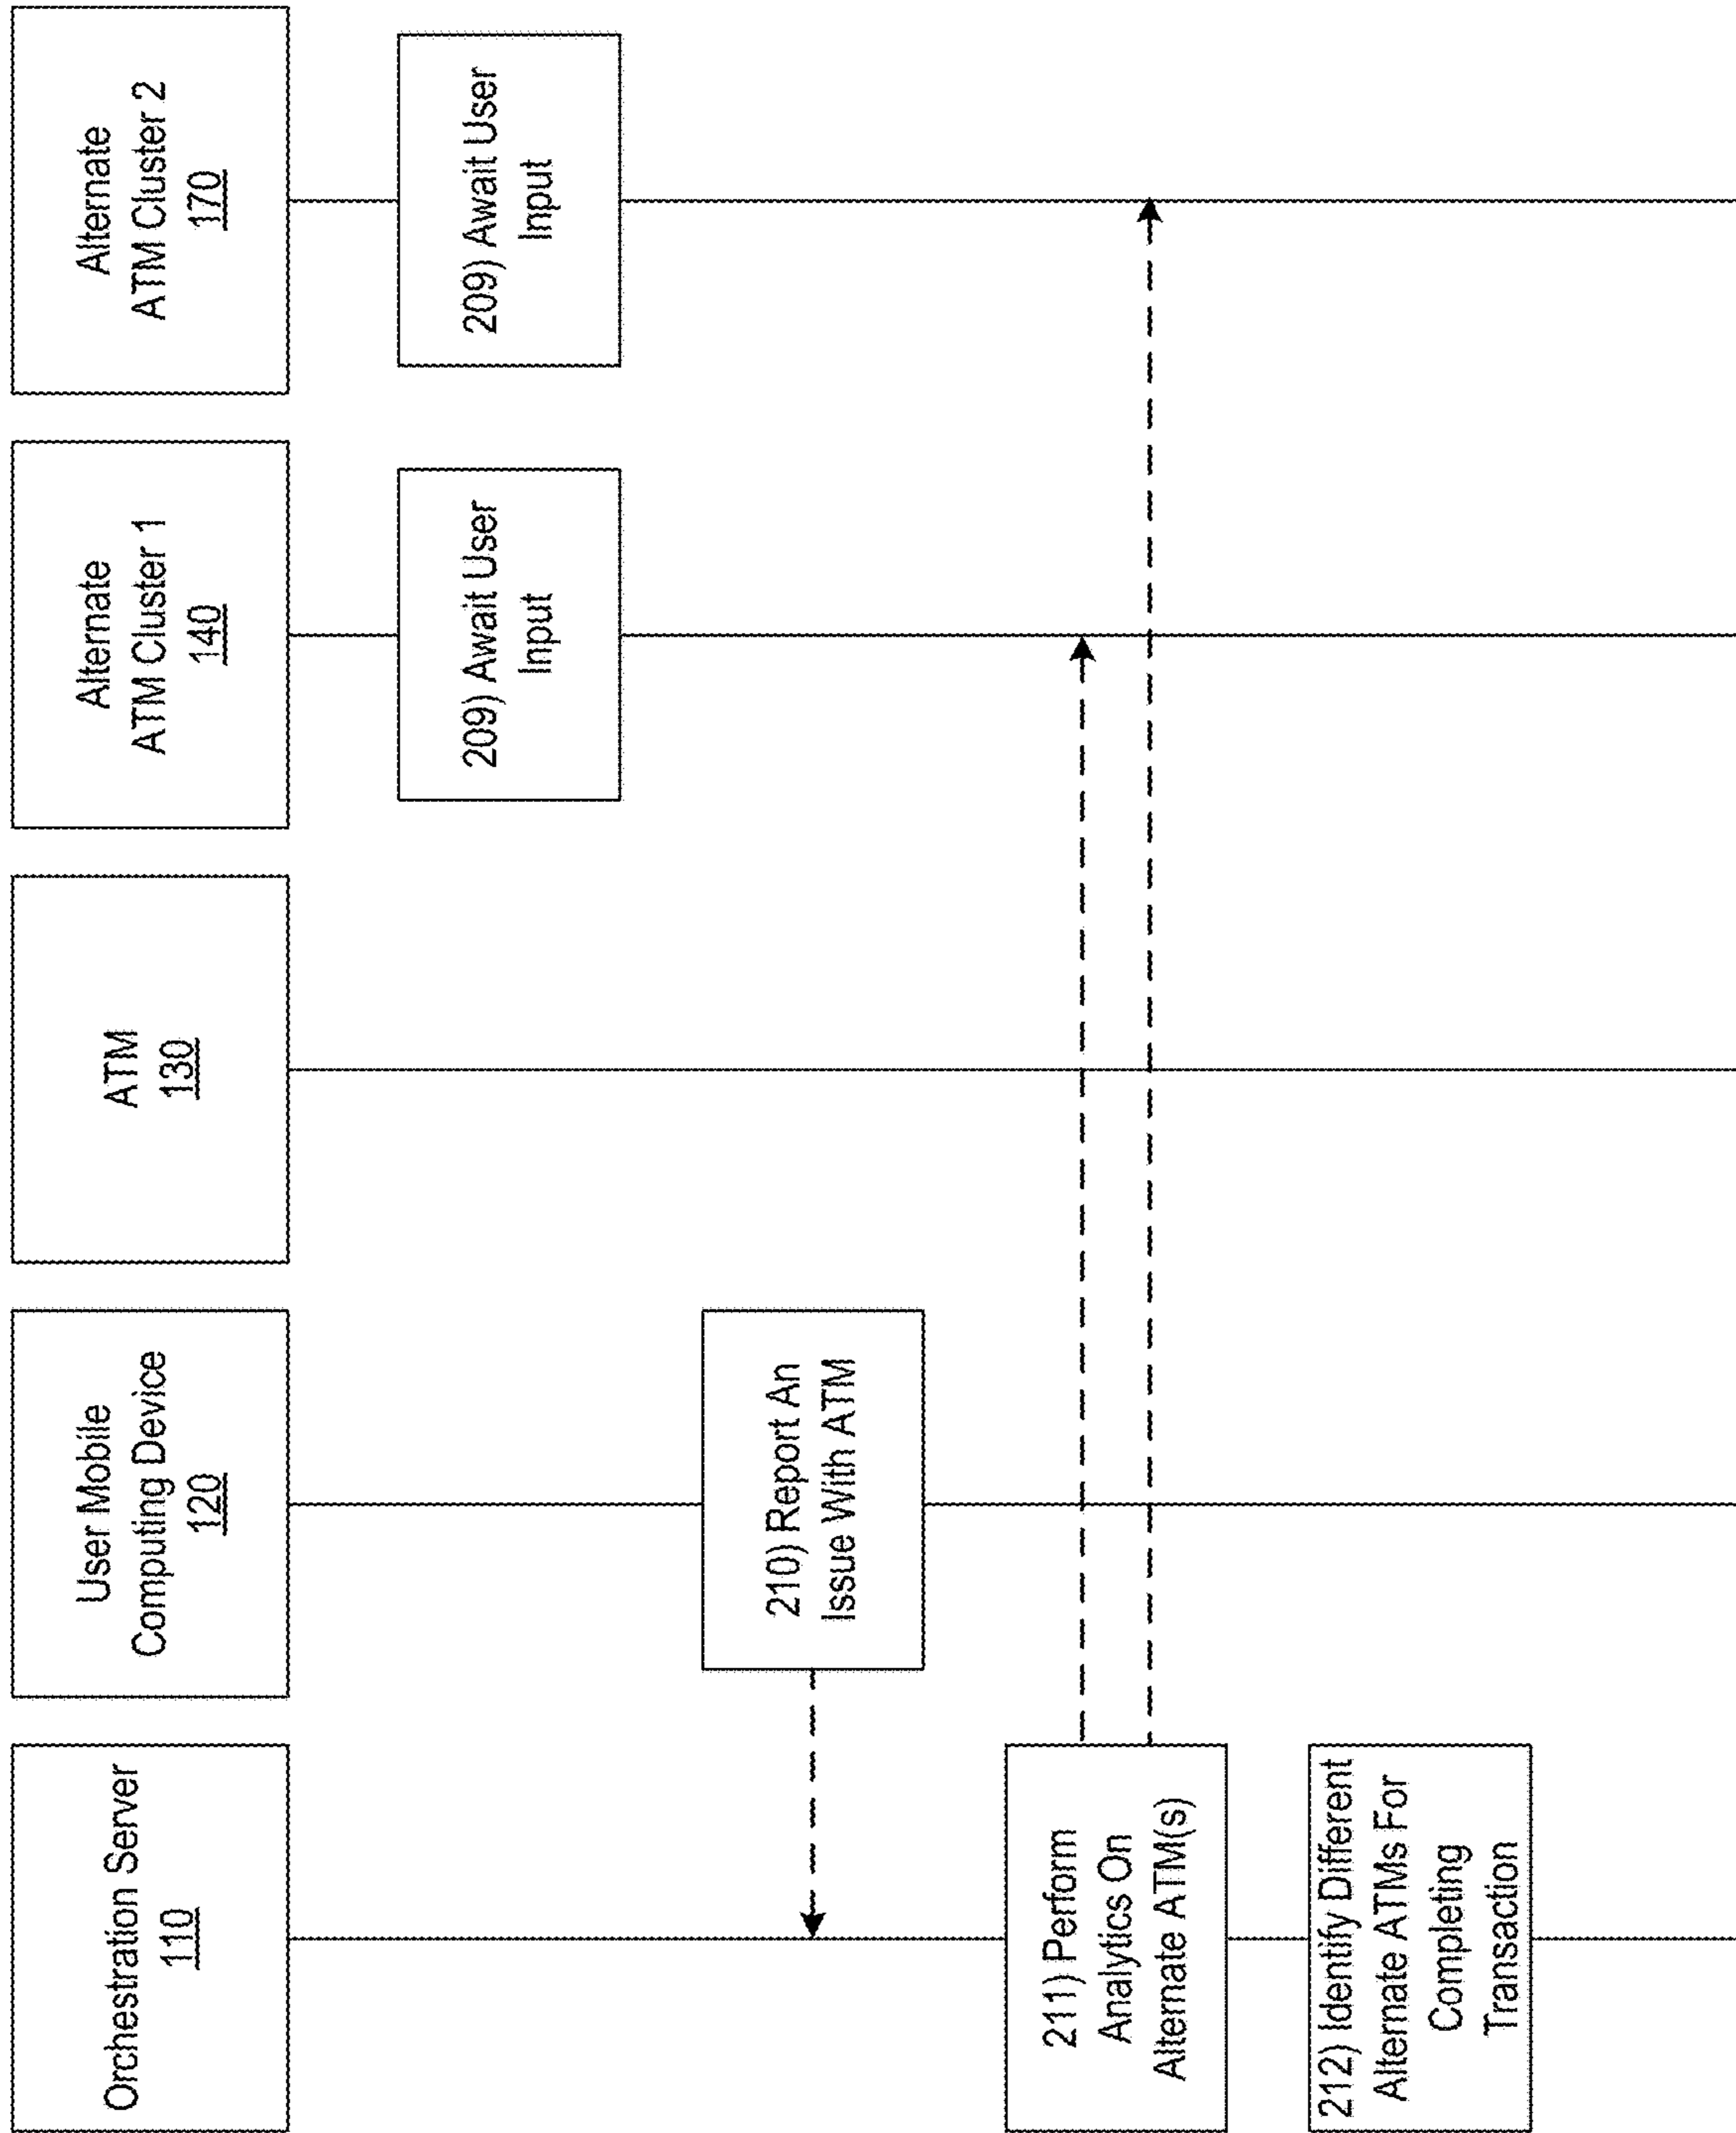 Orchestration Server
110
User Mobile
Computing Device
120
ATM
130
Alternate
ATM Cluster 1
140
Alternate
ATM Cluster 2
170
209) Await User
Input
209) Await User
Input
210) Report An
Issue With ATM
211) Perform
Analytics On
Alternate ATM(s)
212) Identify Different
Alternate ATMs For
Completing
Transaction